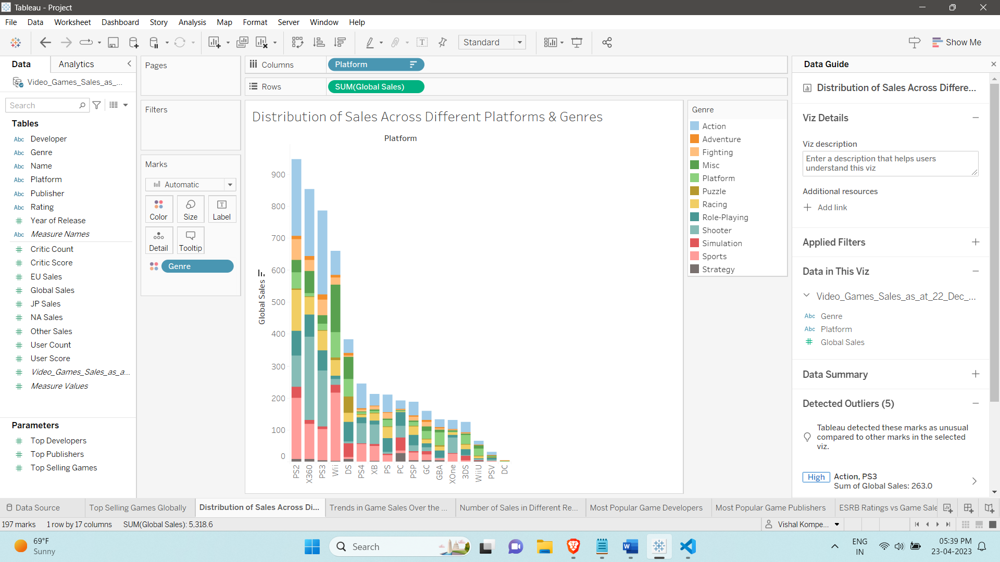 Tableau - Project
File Data Worksheet Dashboard Story Analysis Map Format Server Window Help
Standard
Show Me
Data Analytics
Video_Games_Sales_as_...
Search
Tables
Abc Developer
Abc Genre
Abc Name
Abc Platform
Abc Publisher
Abc Rating
# Year of Release
Abc Measure Names
# Critic Count
# Critic Score
# EU Sales
# Global Sales
# JP Sales
# NA Sales
# Other Sales
# User Count
# User Score
# Video_Games_Sales_as_a...
# Measure Values
Parameters
# Top Developers
# Top Publishers
# Top Selling Games
Pages
Filters
Marks
Automatic
Color Size Label
Detail Tooltip
Genre
Columns Platform
Rows SUM(Global Sales)
Distribution of Sales Across Different Platforms & Genres
Platform
Global Sales
900
800
700
600
500
400
300
200
100
0
PS2 X360 PS3 Wii DS PS4 XB PS PC PSP GC GBA XOne 3DS WiiU PSV DC
Genre
Action
Adventure
Fighting
Misc
Platform
Puzzle
Racing
Role-Playing
Shooter
Simulation
Sports
Strategy
Data Guide
Distribution of Sales Across Differe...
Viz Details
Viz description
Enter a description that helps users
understand this viz
Additional resources
Add link
Applied Filters
Data in This Viz
Video_Games_Sales_as_at_22_Dec_...
Abc Genre
Abc Platform
# Global Sales
Data Summary
Detected Outliers (5)
Tableau detected these marks as unusual
compared to other marks in the selected
viz.
High Action, PS3
Sum of Global Sales: 263.0
Data Source Top Selling Games Globally Distribution of Sales Across Di... Trends in Game Sales Over the ... Number of Sales in Different Re... Most Popular Game Developers Most Popular Game Publishers ESRB Ratings vs Game Sale
197 marks 1 row by 17 columns SUM(Global Sales): 5,318.6
Vishal Kompe...
69°F
Sunny
Search
ENG
IN
05:39 PM
23-04-2023